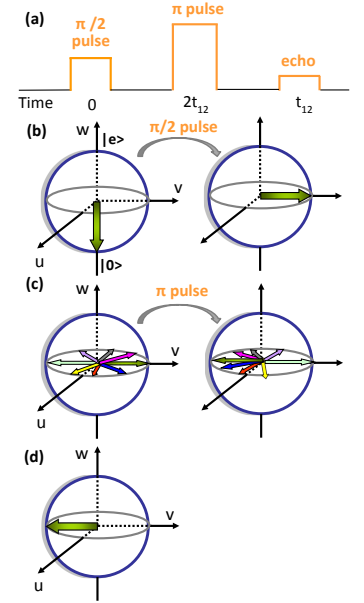 (a)
π /2
pulse
π pulse
echo
Time 0 2t12 t12
(b)
w
|e>
π/2 pulse
v
u
|0>
(c)
w
π pulse
v
u
(d)
w
v
u